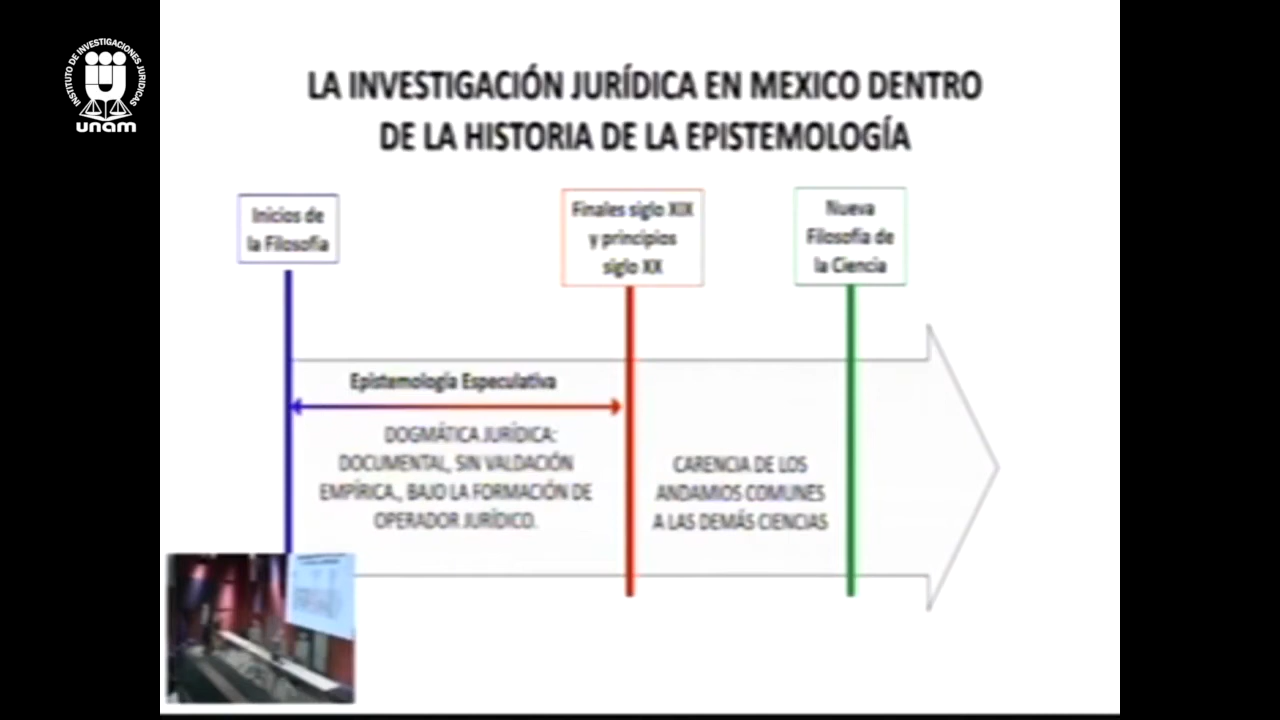 INSTITUTO DE INVESTIGACIONES JURIDICAS
unam
LA INVESTIGACIÓN JURÍDICA EN MEXICO DENTRO
DE LA HISTORIA DE LA EPISTEMOLOGÍA
Inicios de
la Filosofía
Finales siglo XIX
y principios
siglo XX
Nueva
Filosofía de
la Ciencia
Epistemología Especulativa
DOGMÁTICA JURÍDICA:
DOCUMENTAL, SIN VALDACIÓN
EMPÍRICA., BAJO LA FORMACIÓN DE
OPERADOR JURÍDICO.
CARENCIA DE LOS
ANDAMIOS COMUNES
A LAS DEMÁS CIENCIAS